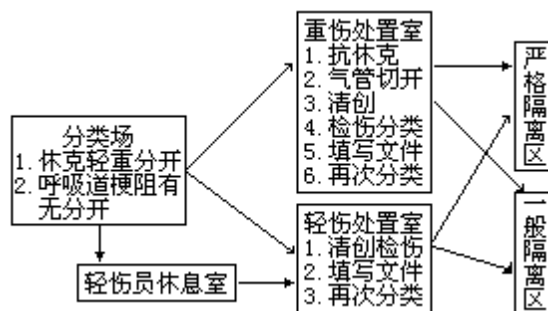 分类场
1. 休克轻重分开
2. 呼吸道梗阻有
无分开
轻伤员休息室
重伤处置室
1. 抗休克
2. 气管切开
3. 清创
4. 检伤分类
5. 填写文件
6. 再次分类
轻伤处置室
1. 清创检伤
2. 填写文件
3. 再次分类
严格隔离区
一般隔离区